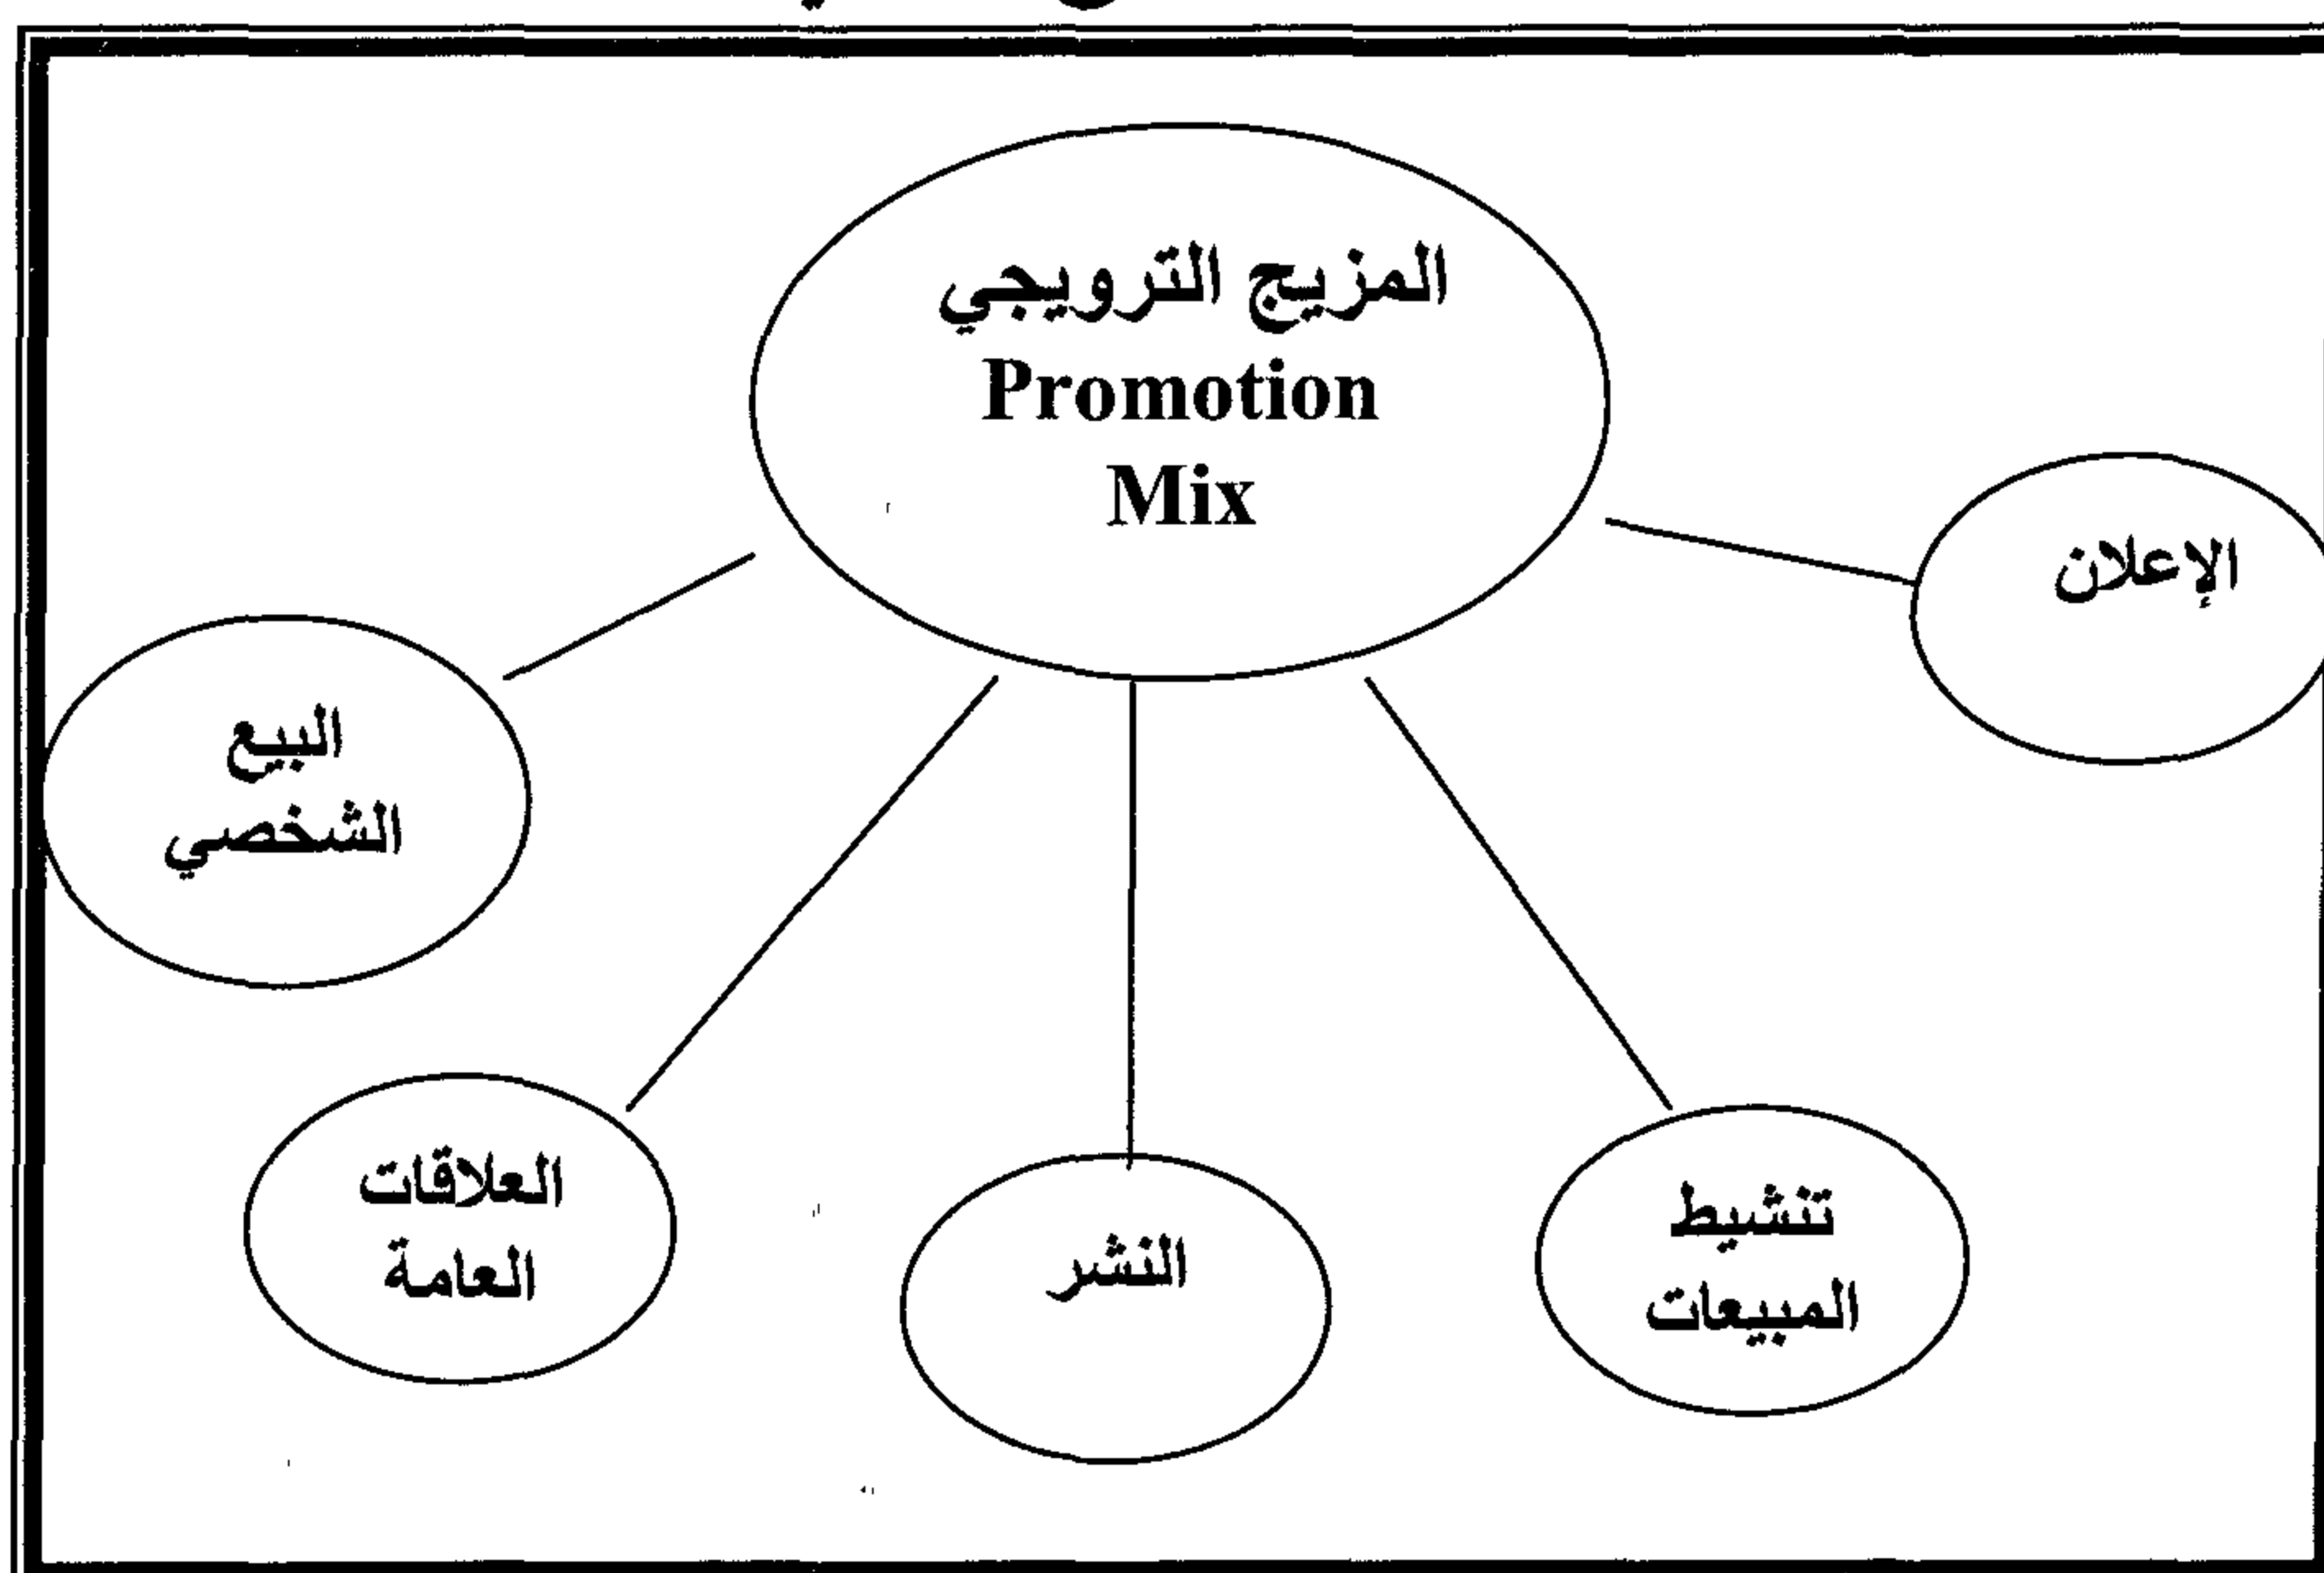 المزيج الترويجي
Promotion
Mix
الإعلان
البيع
الشخصي
العلاقات
العامة
النشر
تنشيط
المبيعات